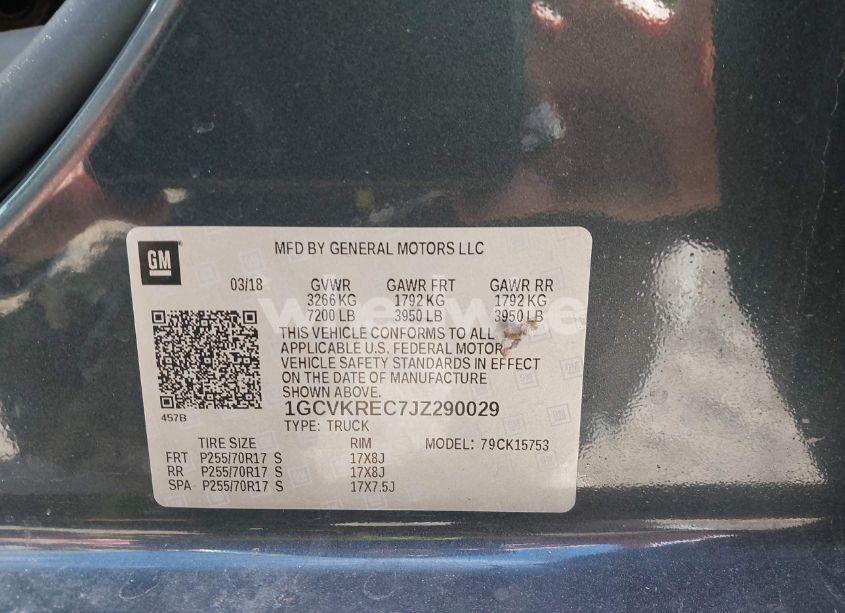 GM
MFD BY GENERAL MOTORS LLC
03/18 GVWR GAWR FRT GAWR RR
3266 KG 1792 KG 1792 KG
7200 LB 3950 LB 3950 LB
THIS VEHICLE CONFORMS TO ALL
APPLICABLE U.S. FEDERAL MOTOR
VEHICLE SAFETY STANDARDS IN EFFECT
ON THE DATE OF MANUFACTURE
SHOWN ABOVE.
457B
1GCVKREC7JZ290029
TYPE: TRUCK
TIRE SIZE RIM MODEL: 79CK15753
FRT P255/70R17 S 17X8J
RR P255/70R17 S 17X8J
SPA P255/70R17 S 17X7.5J